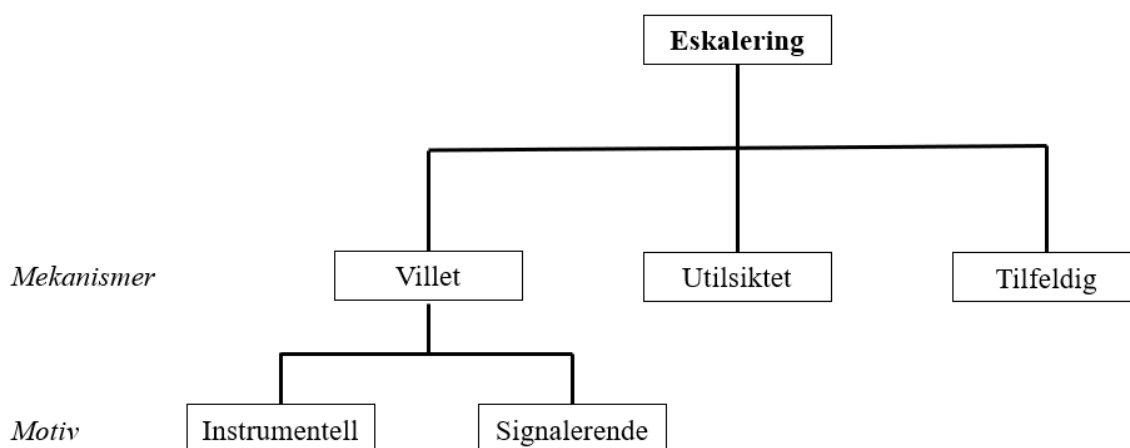 Eskalering
Mekanismer
Villet
Utilsiktet
Tilfeldig
Motiv
Instrumentell
Signalerende